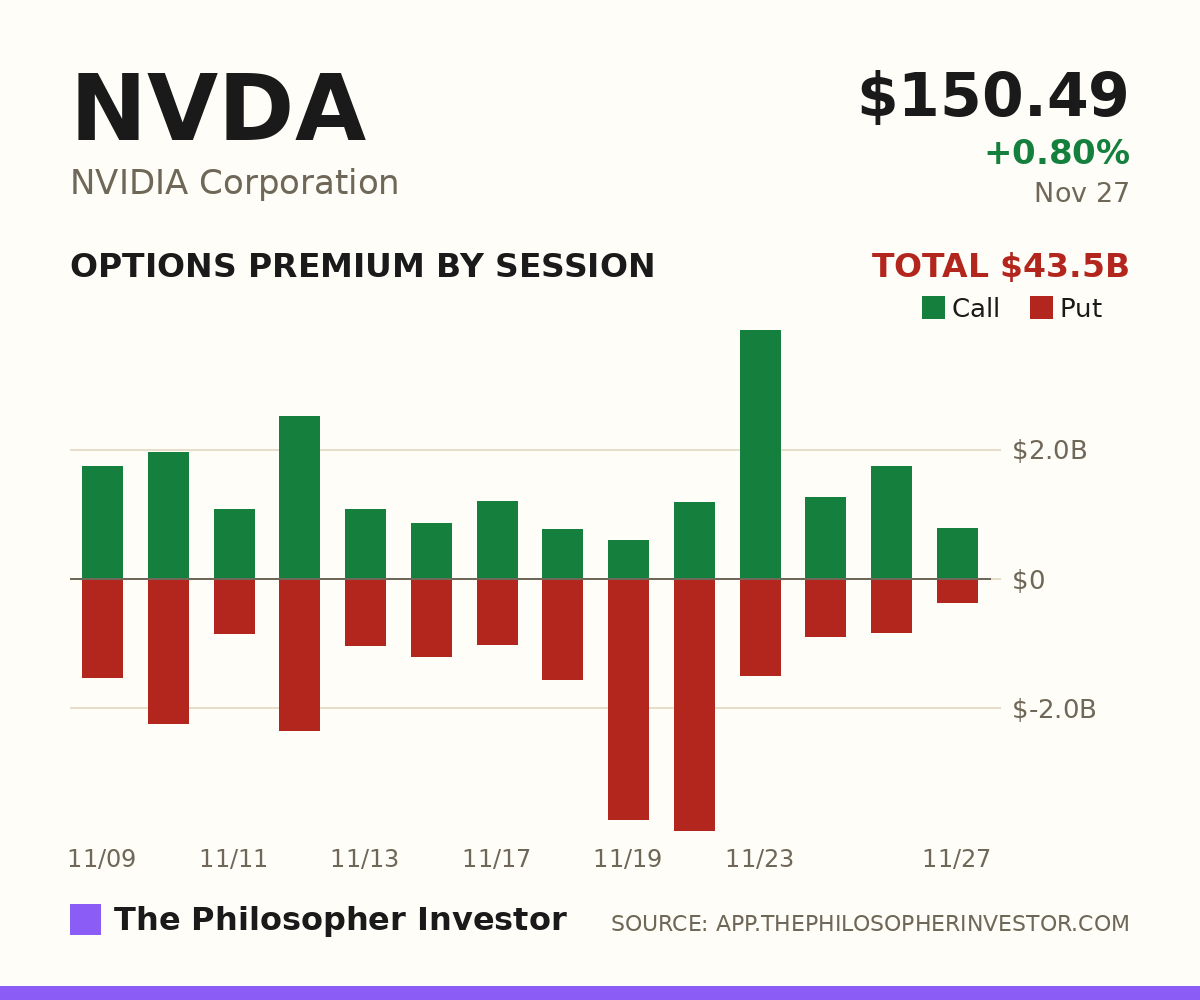 NVDA
$150.49
NVIDIA Corporation
+0.80%
Nov 27
OPTIONS PREMIUM BY SESSION
TOTAL $43.5B
Call
Put
$2.0B
$0
$-2.0B
11/09
11/11
11/13
11/17
11/19
11/23
11/27
The Philosopher Investor
SOURCE: APP.THEPHILOSOPHERINVESTOR.COM